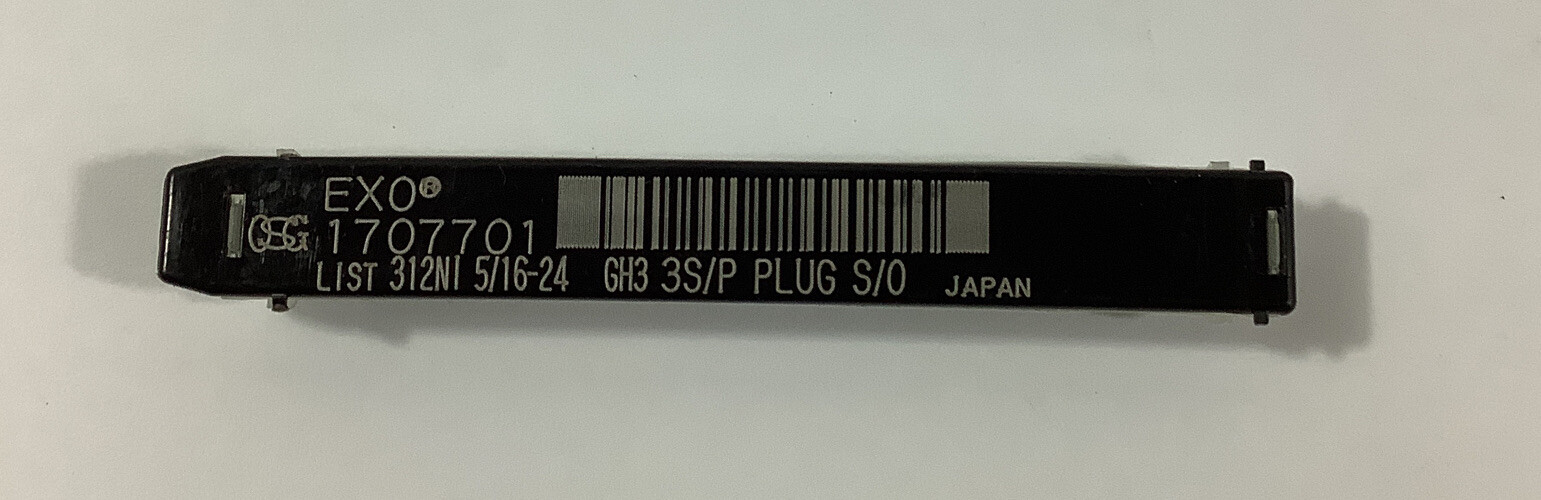 OSG
EXO®
1707701
LIST 312NI 5/16-24 GH3 3S/P PLUG S/O JAPAN